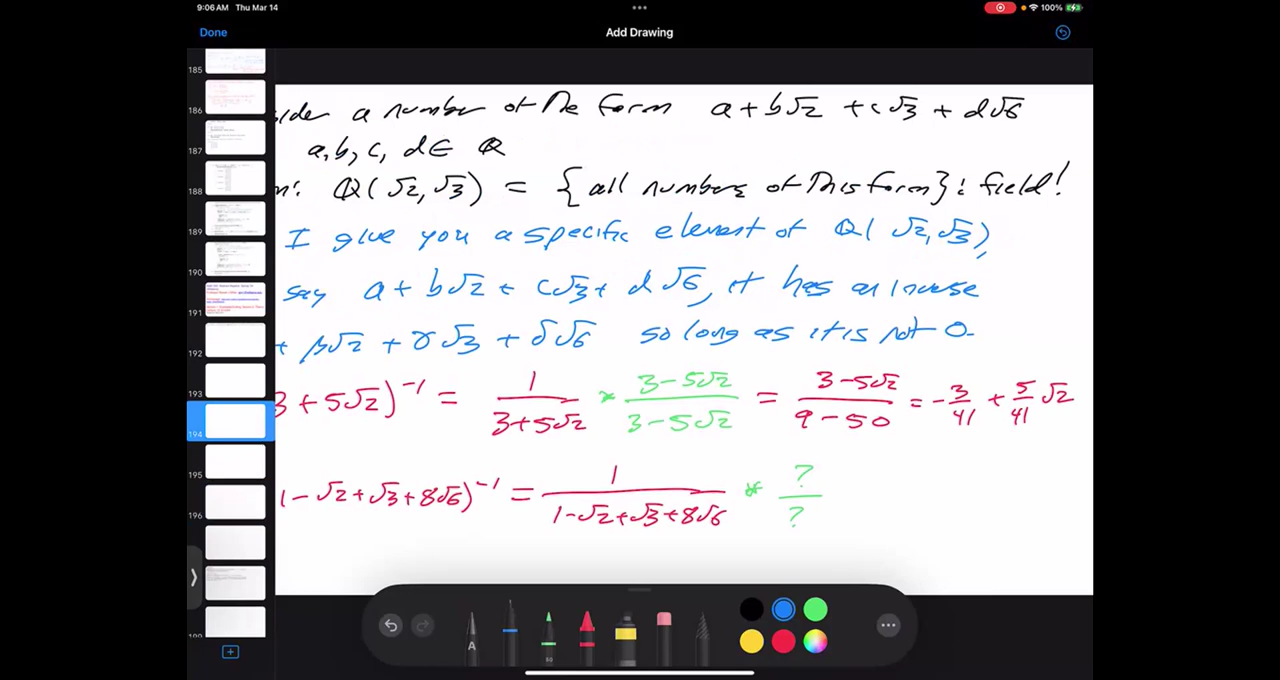 9:06 AM Thu Mar 14
100%
Done
Add Drawing
185
186
187
188
189
190
191
192
193
194
195
196
sider a number of the form a + b√2 + c√3 + d√6
a, b, c, d ∈ Q
n: Q(√2, √3) = {all numbers of this form} : field!
I give you a specific element of Q(√2, √3),
say a + b√2 + c√3 + d√6, it has an inverse
+ β√2 + γ√3 + δ√6 so long as it is not 0.
3 + 5√2)⁻¹ = 1/(3+5√2) * (3-5√2)/(3-5√2) = (3-5√2)/(9-50) = -3/41 + 5/41 √2
1 - √2 + √3 + 8√6)⁻¹ = 1/(1-√2+√3+8√6) * ?/?
A